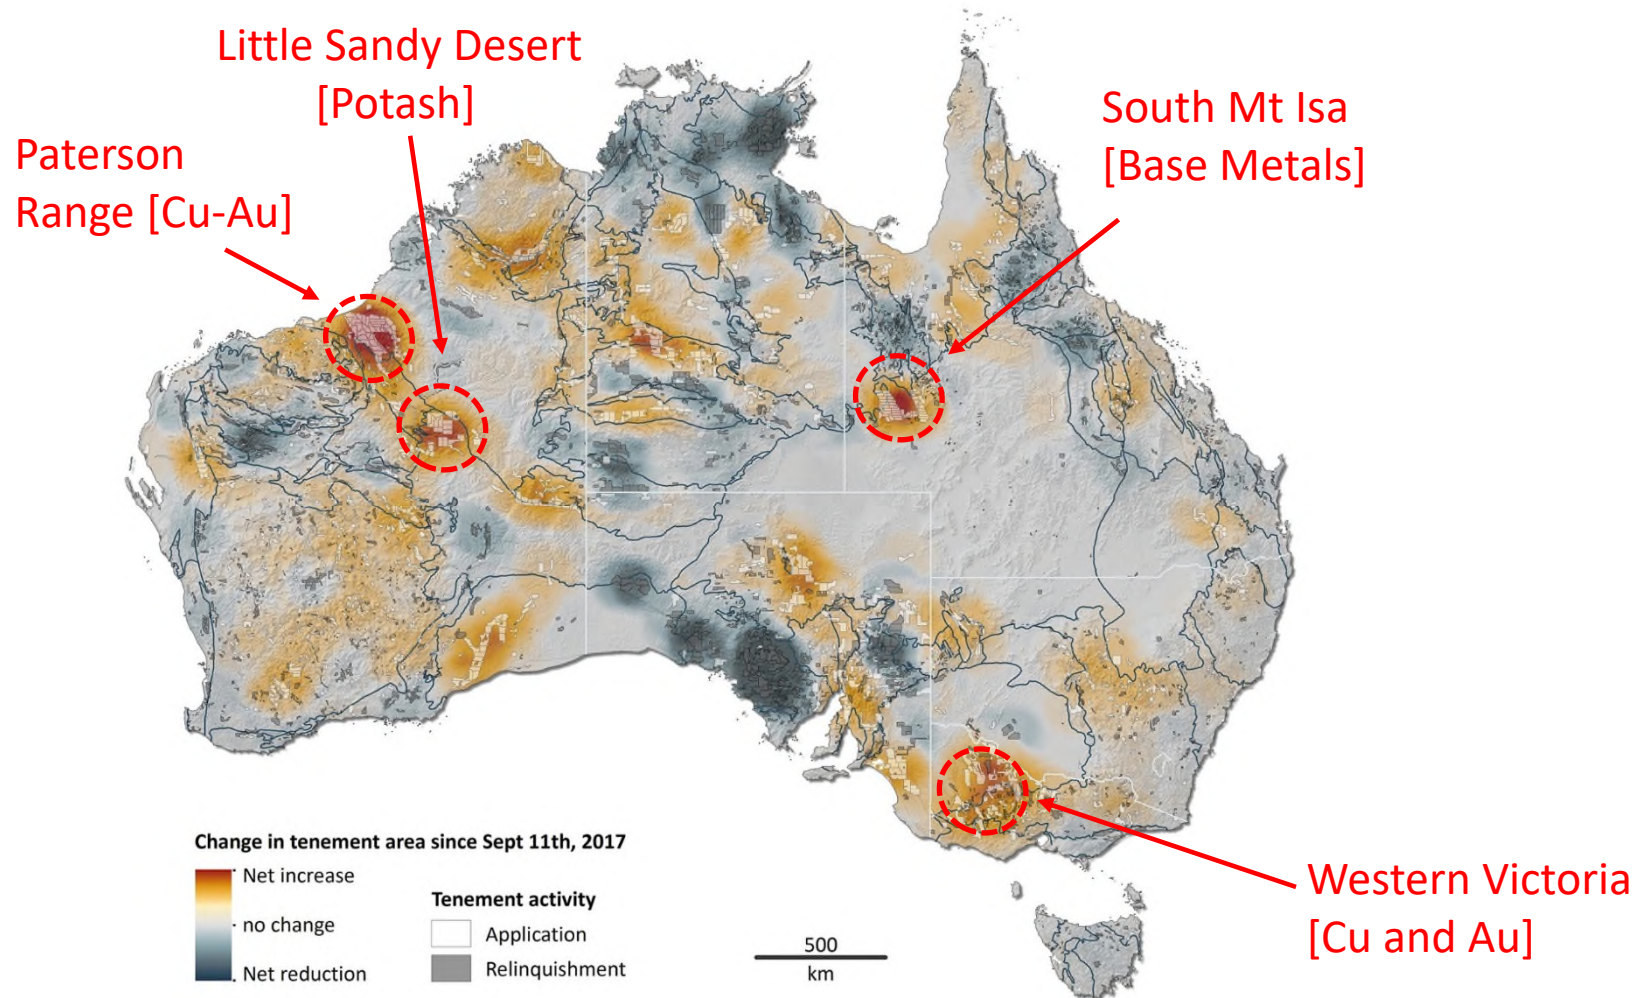 Little Sandy Desert
[Potash]
Paterson
Range [Cu-Au]
South Mt Isa
[Base Metals]
Western Victoria
[Cu and Au]
Change in tenement area since Sept 11th, 2017
Net increase
no change
Net reduction
Tenement activity
Application
Relinquishment
500
km